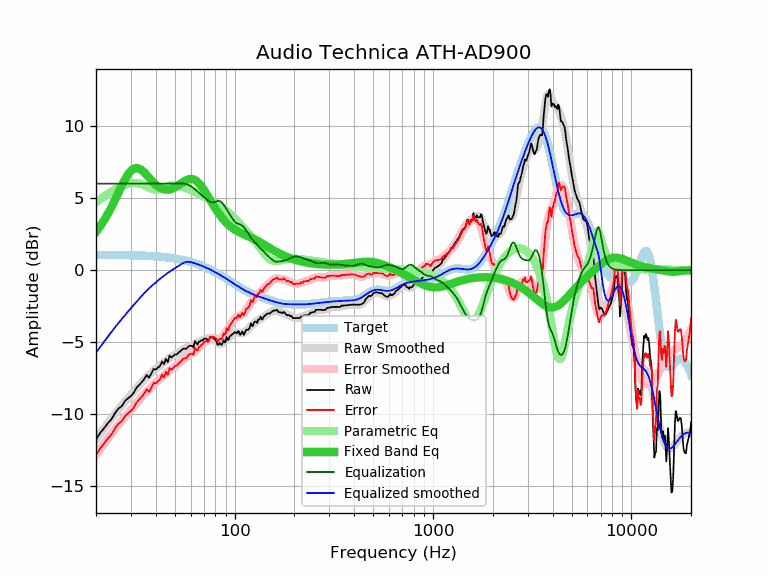 Audio Technica ATH-AD900
Amplitude (dBr)
10
5
0
−5
−10
−15
Target
Raw Smoothed
Error Smoothed
Raw
Error
Parametric Eq
Fixed Band Eq
Equalization
Equalized smoothed
100 1000 10000
Frequency (Hz)